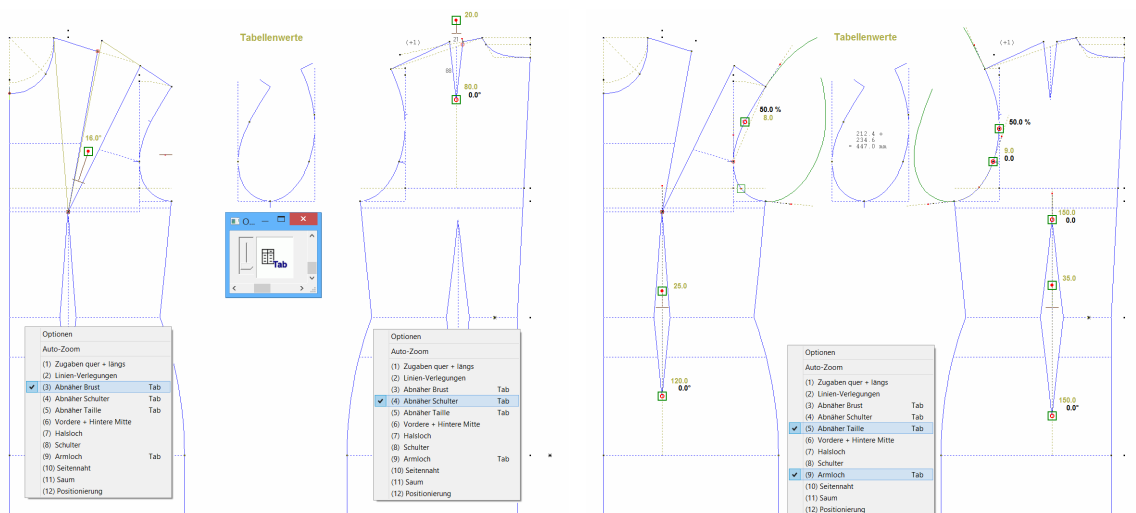 Tabellenwerte
20.0
(+1)
21
88
80.0
0.0°
16.0°
O...
Tab
Optionen
Auto-Zoom
(1) Zugaben quer + längs
(2) Linien-Verlegungen
(3) Abnäher Brust Tab
(4) Abnäher Schulter Tab
(5) Abnäher Taille Tab
(6) Vordere + Hintere Mitte
(7) Halsloch
(8) Schulter
(9) Armloch Tab
(10) Seitennaht
(11) Saum
(12) Positionierung
Optionen
Auto-Zoom
(1) Zugaben quer + längs
(2) Linien-Verlegungen
(3) Abnäher Brust Tab
(4) Abnäher Schulter Tab
(5) Abnäher Taille Tab
(6) Vordere + Hintere Mitte
(7) Halsloch
(8) Schulter
(9) Armloch Tab
(10) Seitennaht
(11) Saum
(12) Positionierung
Tabellenwerte
(+1)
50.0 %
8.0
212.4 +
234.6
= 447.0 mm
50.0 %
9.0
0.0
150.0
0.0
25.0
35.0
120.0
0.0°
150.0
0.0°
Optionen
Auto-Zoom
(1) Zugaben quer + längs
(2) Linien-Verlegungen
(3) Abnäher Brust Tab
(4) Abnäher Schulter Tab
(5) Abnäher Taille Tab
(6) Vordere + Hintere Mitte
(7) Halsloch
(8) Schulter
(9) Armloch Tab
(10) Seitennaht
(11) Saum
(12) Positionierung